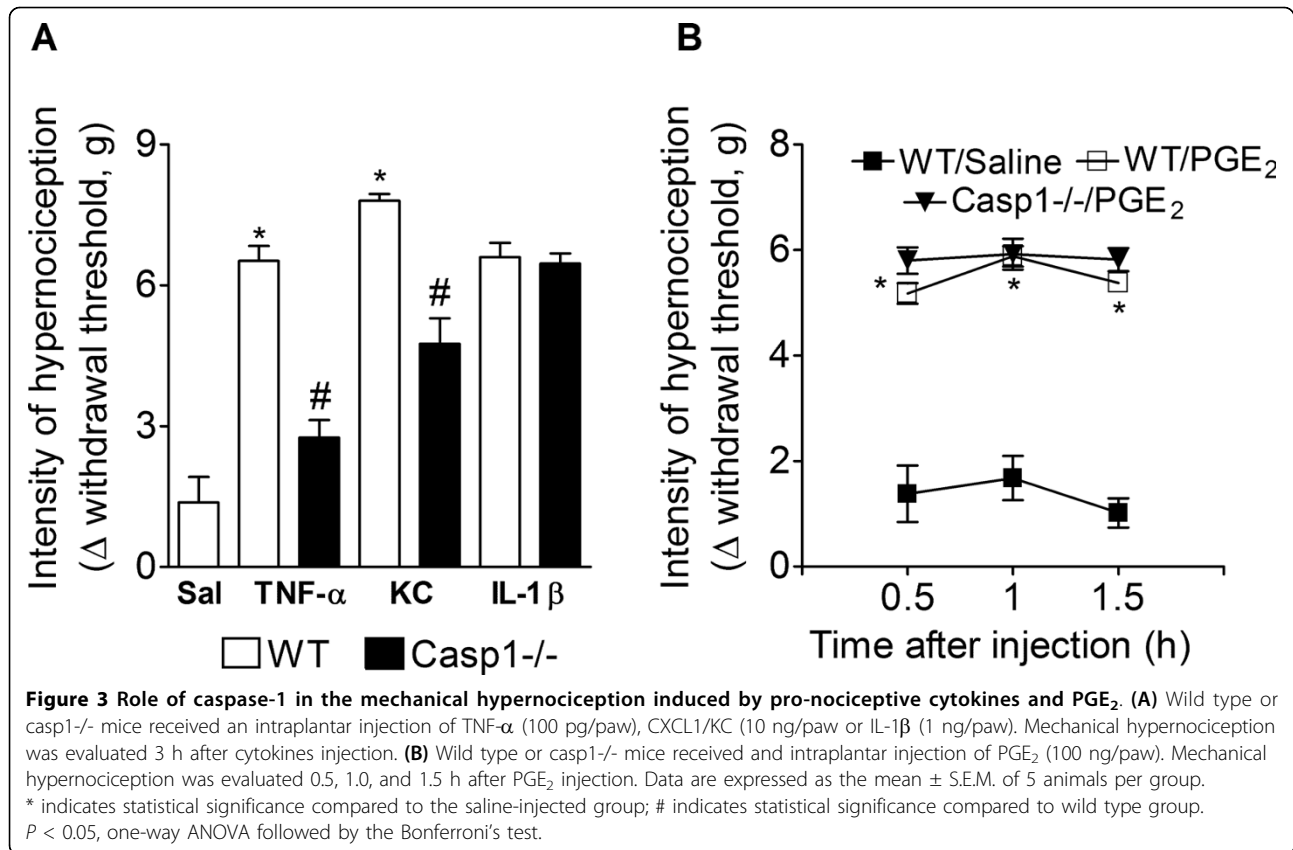 A
B
Intensity of hypernociception
(Δ withdrawal threshold, g)
9
6
3
0
*
#
*
#
Sal TNF-α KC IL-1β
WT Casp1-/-
Intensity of hypernociception
(Δ withdrawal threshold, g)
8
6
4
2
0
WT/Saline WT/PGE2
Casp1-/-/PGE2
*
*
*
0.5 1 1.5
Time after injection (h)
Figure 3 Role of caspase-1 in the mechanical hypernociception induced by pro-nociceptive cytokines and PGE2. (A) Wild type or
casp1-/- mice received an intraplantar injection of TNF-α (100 pg/paw), CXCL1/KC (10 ng/paw or IL-1β (1 ng/paw). Mechanical hypernociception
was evaluated 3 h after cytokines injection. (B) Wild type or casp1-/- mice received and intraplantar injection of PGE2 (100 ng/paw). Mechanical
hypernociception was evaluated 0.5, 1.0, and 1.5 h after PGE2 injection. Data are expressed as the mean ± S.E.M. of 5 animals per group.
* indicates statistical significance compared to the saline-injected group; # indicates statistical significance compared to wild type group.
P < 0.05, one-way ANOVA followed by the Bonferroni's test.